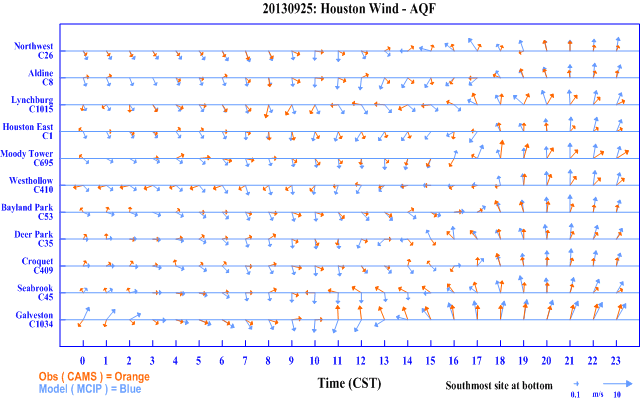 20130925: Houston Wind - AQF
Northwest
C26
Aldine
C8
Lynchburg
C1015
Houston East
C1
Moody Tower
C695
Westhollow
C410
Bayland Park
C53
Deer Park
C35
Croquet
C409
Seabrook
C45
Galveston
C1034
0 1 2 3 4 5 6 7 8 9 10 11 12 13 14 15 16 17 18 19 20 21 22 23
Obs ( CAMS ) = Orange
Model ( MCIP ) = Blue
Time (CST)
Southmost site at bottom
0.1 m/s 10